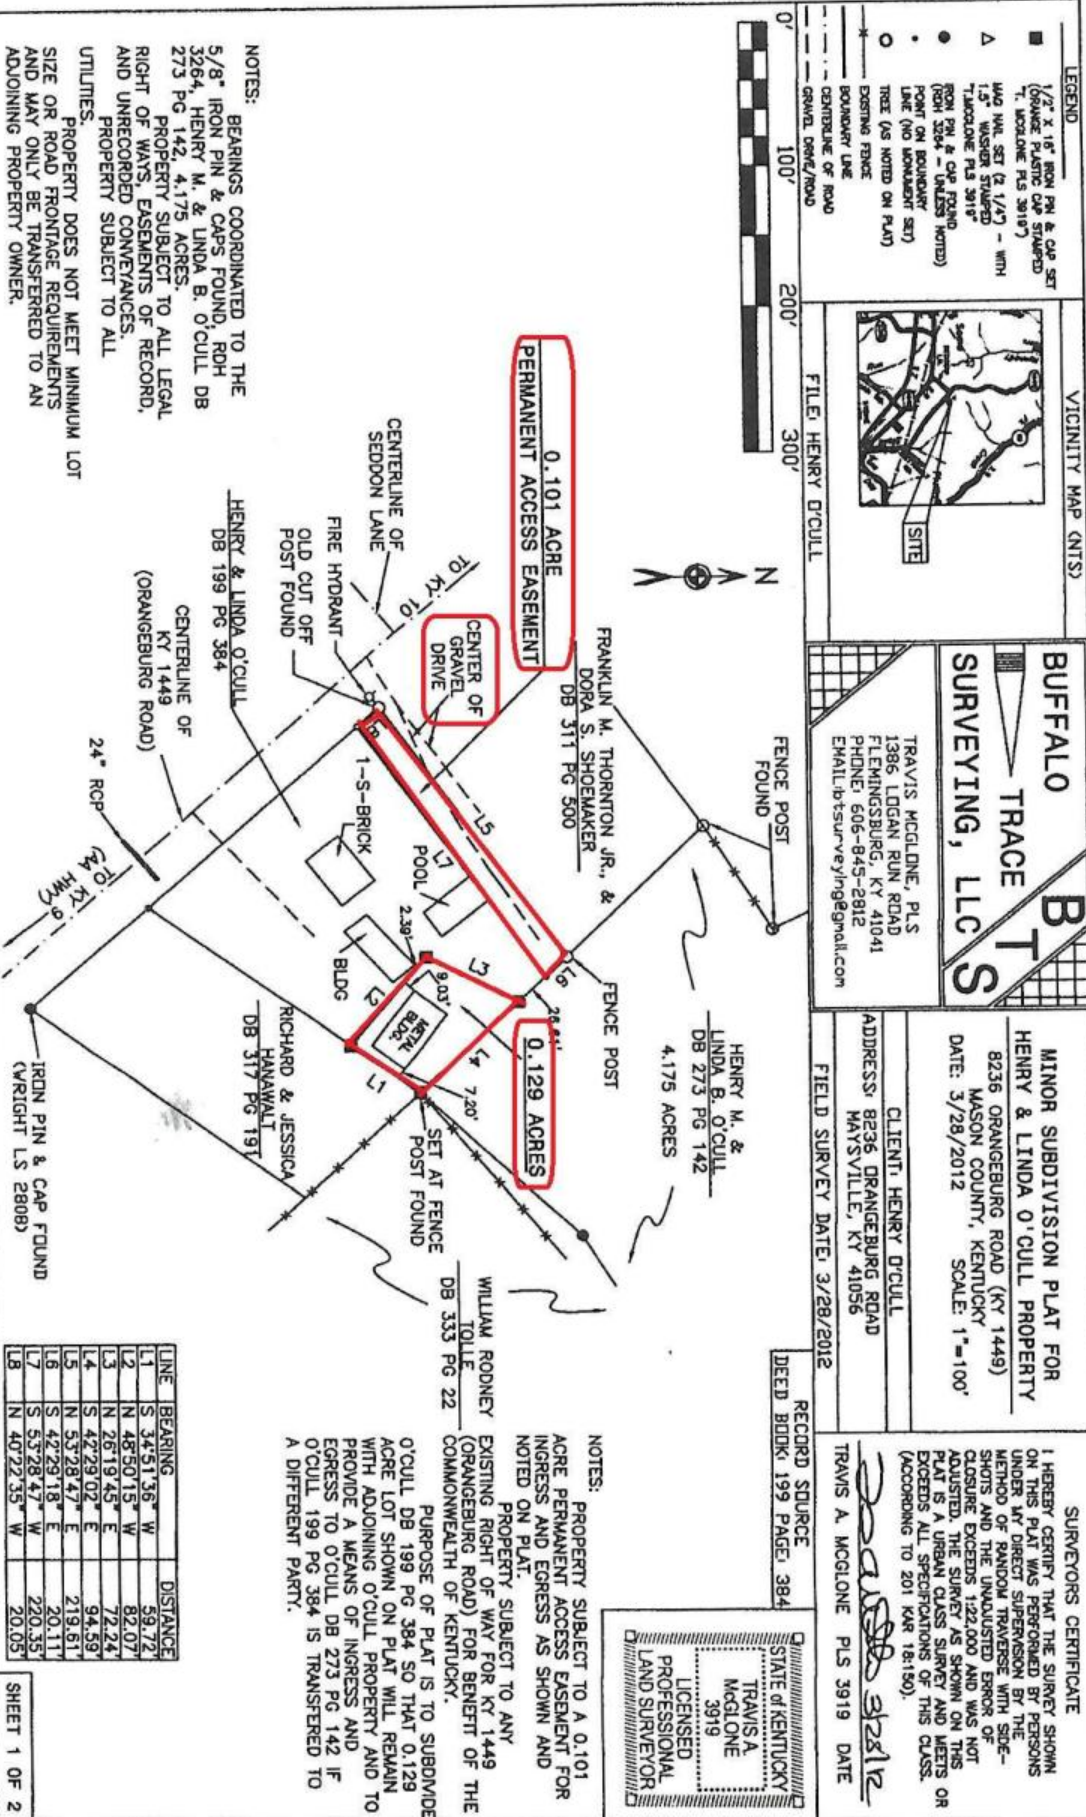 LEGEND
1/2" X 18" IRON PIN & CAP SET
(ORANGE PLASTIC CAP STAMPED
"T. MCGLONE PLS 3919")
MAG NAIL SET (2 1/4") - WITH
1.5" WASHER STAMPED
"T.MCGLONE PLS 3919"
IRON PIN & CAP FOUND
(RDH 3264 - UNLESS NOTED)
POINT ON BOUNDARY
LINE (NO MONUMENT SET)
TREE (AS NOTED ON PLAT)
EXISTING FENCE
BOUNDARY LINE
CENTERLINE OF ROAD
GRAVEL DRIVE/ROAD
VICINITY MAP (NTS)
SITE
FILE: HENRY O'CULL
BUFFALO
TRACE
SURVEYING, LLC
B
T
S
TRAVIS MCGLONE, PLS
1386 LOGAN RUN ROAD
FLEMINGSBURG, KY 41041
PHONE: 606-845-2812
EMAIL:btsurveying@gmail.com
MINOR SUBDIVISION PLAT FOR
HENRY & LINDA O'CULL PROPERTY
8236 ORANGEBURG ROAD (KY 1449)
MASON COUNTY, KENTUCKY
DATE: 3/28/2012 SCALE: 1"=100'
CLIENT: HENRY O'CULL
ADDRESS: 8236 ORANGEBURG ROAD
MAYSVILLE, KY 41056
FIELD SURVEY DATE: 3/28/2012
SURVEYORS CERTIFICATE
I HEREBY CERTIFY THAT THE SURVEY SHOWN
ON THIS PLAT WAS PERFORMED BY PERSONS
UNDER MY DIRECT SUPERVISION BY THE
METHOD OF RANDOM TRAVERSE WITH SIDE-
SHOTS AND THE UNADJUSTED ERROR OF
CLOSURE EXCEEDS 1:22,000 AND WAS NOT
ADJUSTED. THE SURVEY AS SHOWN ON THIS
PLAT IS A URBAN CLASS SURVEY AND MEETS OR
EXCEEDS ALL SPECIFICATIONS OF THIS CLASS.
(ACCORDING TO 201 KAR 18:150).
3/28/12
TRAVIS A. MCGLONE PLS 3919 DATE
RECORD SOURCE
DEED BOOK: 199 PAGE: 384
STATE of KENTUCKY
TRAVIS A.
McGLONE
3919
LICENSED
PROFESSIONAL
LAND SURVEYOR
0'
100'
200'
300'
N
0.101 ACRE
PERMANENT ACCESS EASEMENT
CENTER OF
GRAVEL
DRIVE
FRANKLIN M. THORNTON JR., &
DORA S. SHOEMAKER
DB 311 PG 500
FENCE POST
FOUND
FENCE POST
HENRY M. &
LINDA B. O'CULL
DB 273 PG 142
4.175 ACRES
0.129 ACRES
CENTERLINE OF
SEDDON LANE
TO KY 10
FIRE HYDRANT
OLD CUT OFF
POST FOUND
HENRY & LINDA O'CULL
DB 199 PG 384
CENTERLINE OF
KY 1449
(ORANGEBURG ROAD)
24" RCP
TO KY 9
(AA HWY)
1-S-BRICK
POOL
BLDG
METAL
BLDG.
2.39'
9.03'
7.20'
L1
L2
L3
L4
L5
L6
L7
L8
SET AT FENCE
POST FOUND
RICHARD & JESSICA
HANAWALT
DB 317 PG 191
IRON PIN & CAP FOUND
(WRIGHT LS 2808)
WILLIAM RODNEY
TOLLE
DB 333 PG 22
NOTES:
BEARINGS COORDINATED TO THE
5/8" IRON PIN & CAPS FOUND, RDH
3264, HENRY M. & LINDA B. O'CULL DB
273 PG 142, 4.175 ACRES.
PROPERTY SUBJECT TO ALL LEGAL
RIGHT OF WAYS, EASEMENTS OF RECORD,
AND UNRECORDED CONVEYANCES.
PROPERTY SUBJECT TO ALL
UTILITIES.
PROPERTY DOES NOT MEET MINIMUM LOT
SIZE OR ROAD FRONTAGE REQUIREMENTS
AND MAY ONLY BE TRANSFERRED TO AN
ADJOINING PROPERTY OWNER.
NOTES:
PROPERTY SUBJECT TO A 0.101
ACRE PERMANENT ACCESS EASEMENT FOR
INGRESS AND EGRESS AS SHOWN AND
NOTED ON PLAT.
PROPERTY SUBJECT TO ANY
EXISTING RIGHT OF WAY FOR KY 1449
(ORANGEBURG ROAD) FOR BENEFIT OF THE
COMMONWEALTH OF KENTUCKY.
PURPOSE OF PLAT IS TO SUBDIVIDE
O'CULL DB 199 PG 384 SO THAT 0.129
ACRE LOT SHOWN ON PLAT WILL REMAIN
WITH ADJOINING O'CULL PROPERTY AND TO
PROVIDE A MEANS OF INGRESS AND
EGRESS TO O'CULL DB 273 PG 142 IF
O'CULL 199 PG 384 IS TRANSFERED TO
A DIFFERENT PARTY.
LINE BEARING DISTANCE
L1 S 34°51'36" W 59.72'
L2 N 48°50'15" W 82.07'
L3 N 26°19'45" E 72.24'
L4 S 42°29'02" E 94.59'
L5 N 53°28'47" E 219.61'
L6 S 42°29'18" E 20.11'
L7 S 53°28'47" W 220.35'
L8 N 40°22'35" W 20.05'
SHEET 1 OF 2